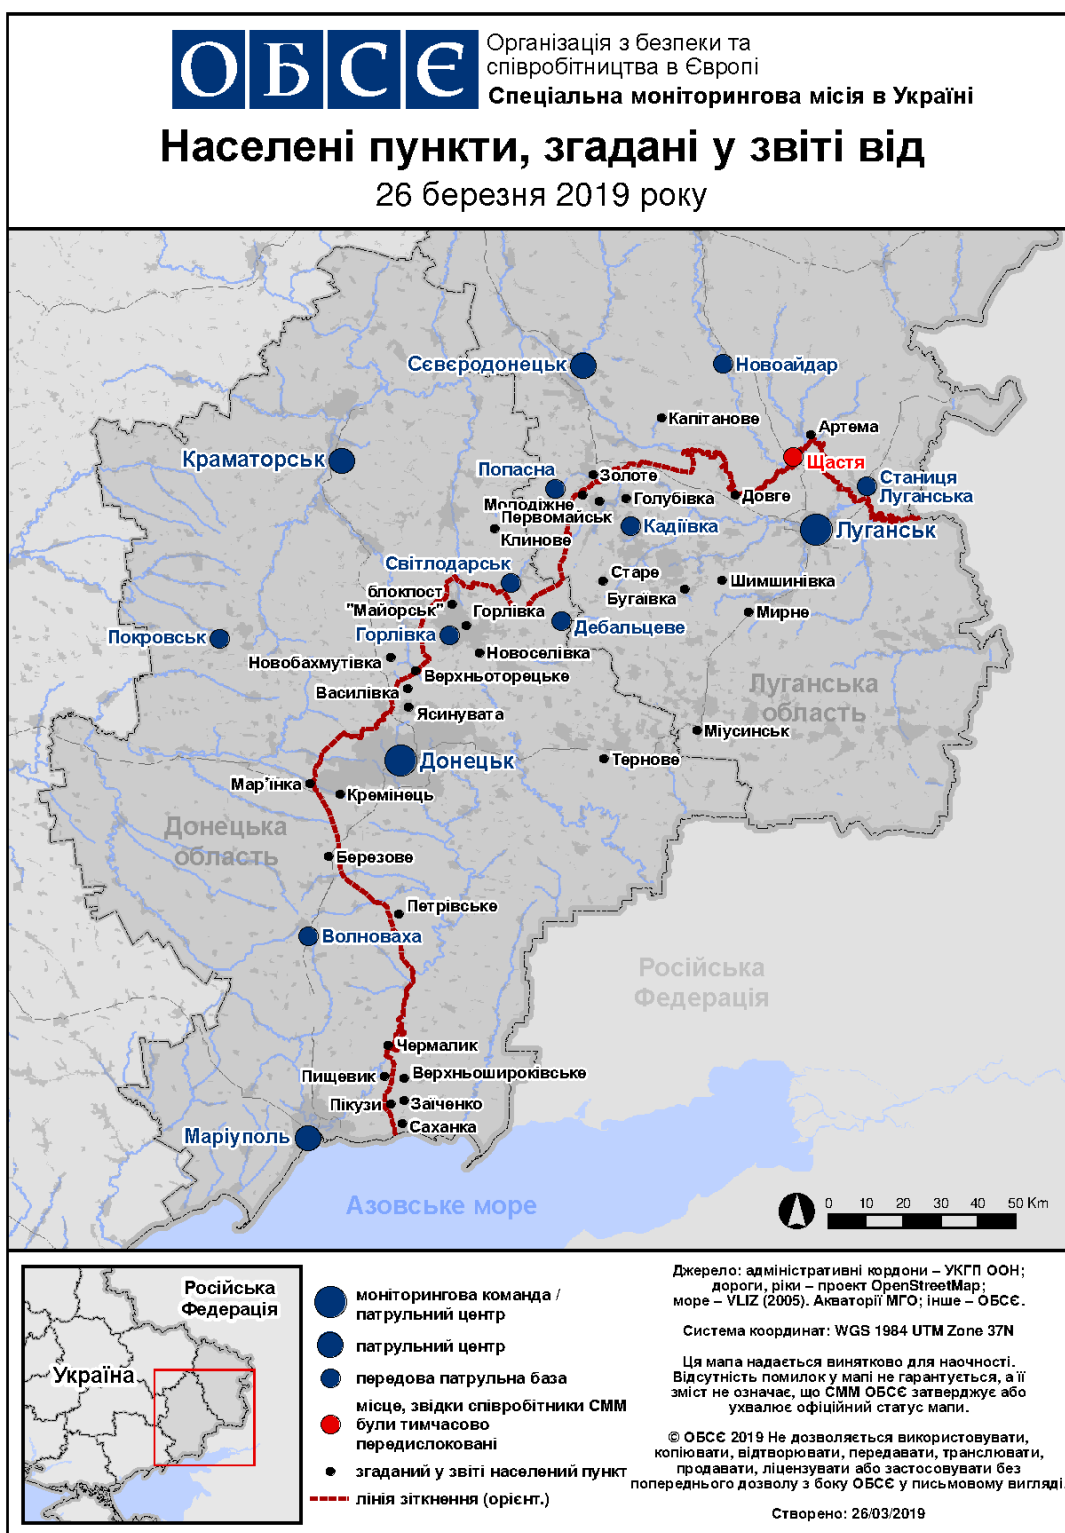 ОБСЄ
Організація з безпеки та
співробітництва в Європі
Спеціальна моніторингова місія в Україні
Населені пункти, згадані у звіті від
26 березня 2019 року
Сєвєродонецьк
Новоайдар
Капітанове
Артема
Краматорськ
Щастя
Попасна
Золоте
Станиця
Луганська
Молодіжне
Голубівка
Довге
Первомайськ
Кадіївка
Луганськ
Клинове
Світлодарськ
Старе
Шимшинівка
блокпост
"Майорськ"
Бугаївка
Горлівка
Мирне
Покровськ
Горлівка
Дебальцеве
Новоселівка
Новобахмутівка
Верхньоторецьке
Василівка
Луганська
область
Ясинувата
Міусинськ
Донецьк
Тернове
Мар'їнка
Кремінець
Донецька
область
Березове
Петрівське
Волноваха
Російська
Федерація
Чермалик
Пищевик
Верхньошироківське
Пікузи
Заїченко
Саханка
Маріуполь
Азовське море
0 10 20 30 40 50 Km
Російська
Федерація
Україна
моніторингова команда /
патрульний центр
патрульний центр
передова патрульна база
місце, звідки співробітники СММ
були тимчасово
передислоковані
згаданий у звіті населений пункт
лінія зіткнення (орієнт.)
Джерело: адміністративні кордони – УКГП ООН;
дороги, ріки – проект OpenStreetMap;
море – VLIZ (2005). Акваторії МГО; інше – ОБСЄ.
Система координат: WGS 1984 UTM Zone 37N
Ця мапа надається винятково для наочності.
Відсутність помилок у мапі не гарантується, а її
зміст не означає, що СММ ОБСЄ затверджує або
ухвалює офіційний статус мапи.
© ОБСЄ 2019 Не дозволяється використовувати,
копіювати, відтворювати, передавати, транслювати,
продавати, ліцензувати або застосовувати без
попереднього дозволу з боку ОБСЄ у письмовому вигляді.
Створено: 26/03/2019